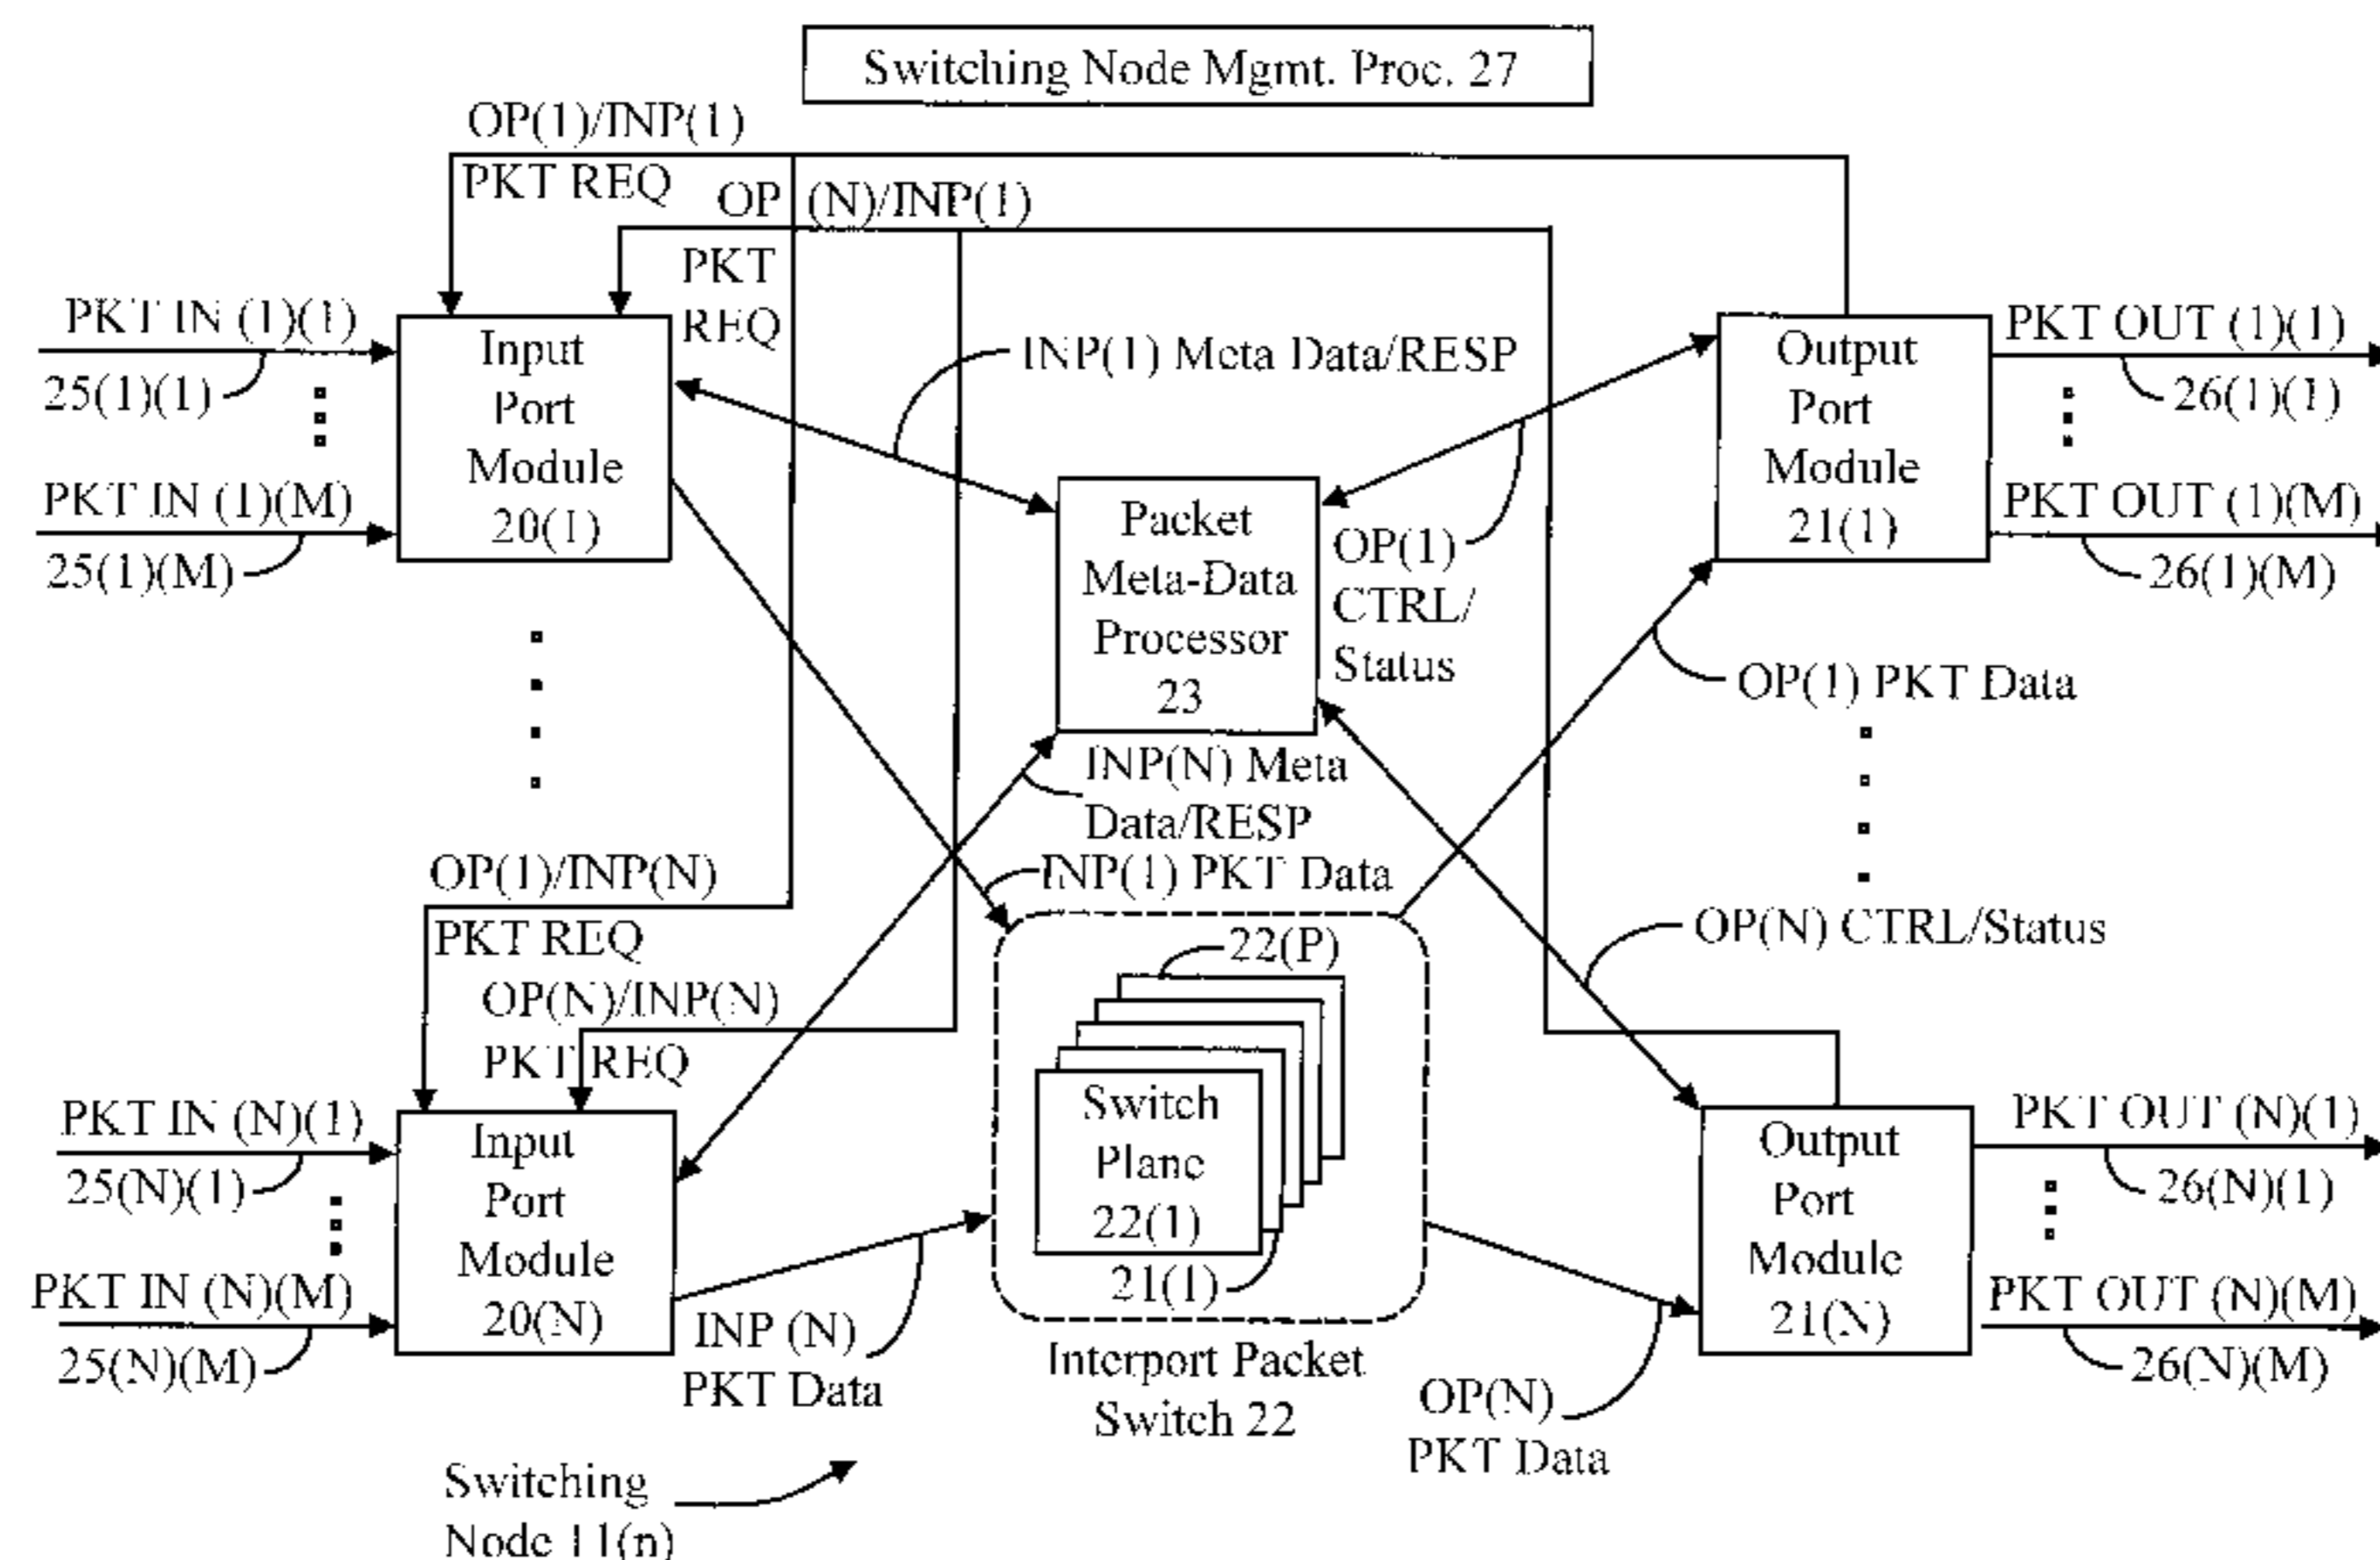 Switching Node Mgmt. Proc. 27
OP(1)/INP(1)
PKT REQ
OP (N)/INP(1)
PKT
REQ
PKT IN (1)(1)
25(1)(1)
PKT IN (1)(M)
25(1)(M)
Input
Port
Module
20(1)
INP(1) Meta Data/RESP
Packet
Meta-Data
Processor
23
OP(1)
CTRL/
Status
Output
Port
Module
21(1)
PKT OUT (1)(1)
26(1)(1)
PKT OUT (1)(M)
26(1)(M)
OP(1) PKT Data
INP(N) Meta
Data/RESP
INP(1) PKT Data
OP(1)/INP(N)
PKT REQ
OP(N)/INP(N)
PKT REQ
OP(N) CTRL/Status
22(P)
Switch
Plane
22(1)
21(1)
Interport Packet
Switch 22
PKT IN (N)(1)
25(N)(1)
PKT IN (N)(M)
25(N)(M)
Input
Port
Module
20(N)
INP (N)
PKT Data
Output
Port
Module
21(N)
PKT OUT (N)(1)
26(N)(1)
PKT OUT (N)(M)
26(N)(M)
OP(N)
PKT Data
Switching
Node 11(n)